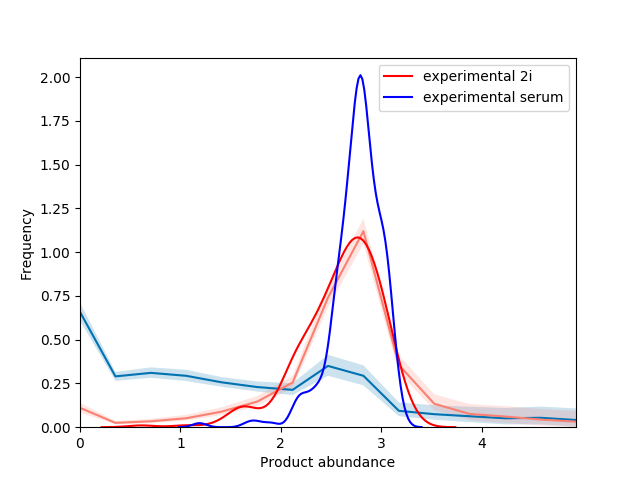 experimental 2i
experimental serum
2.00
1.75
1.50
1.25
1.00
0.75
0.50
0.25
0.00
Frequency
0 1 2 3 4
Product abundance